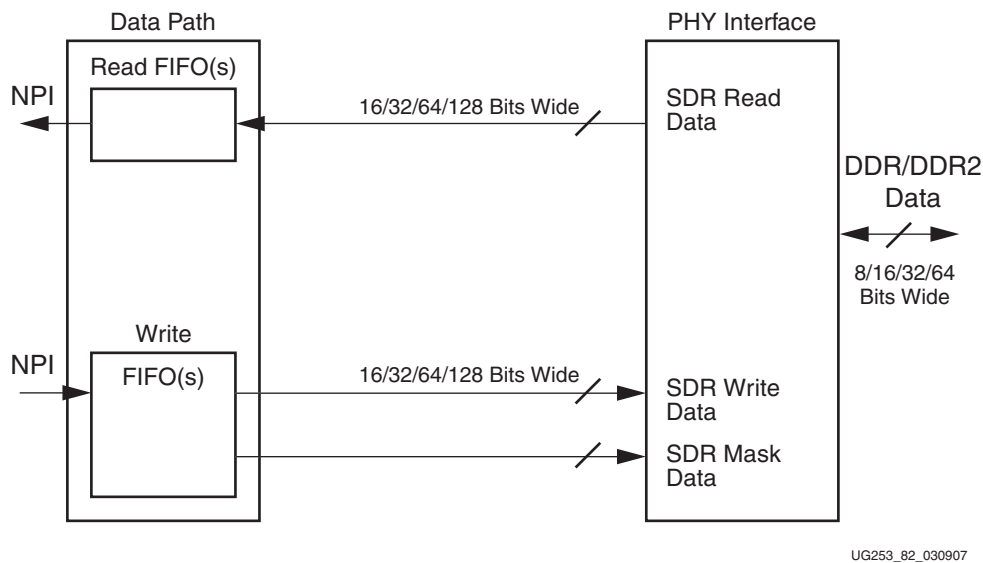 Data Path
PHY Interface
Read FIFO(s)
NPI
16/32/64/128 Bits Wide
SDR Read
Data
DDR/DDR2
Data
8/16/32/64
Bits Wide
Write
NPI
FIFO(s)
16/32/64/128 Bits Wide
SDR Write
Data
SDR Mask
Data
UG253_82_030907